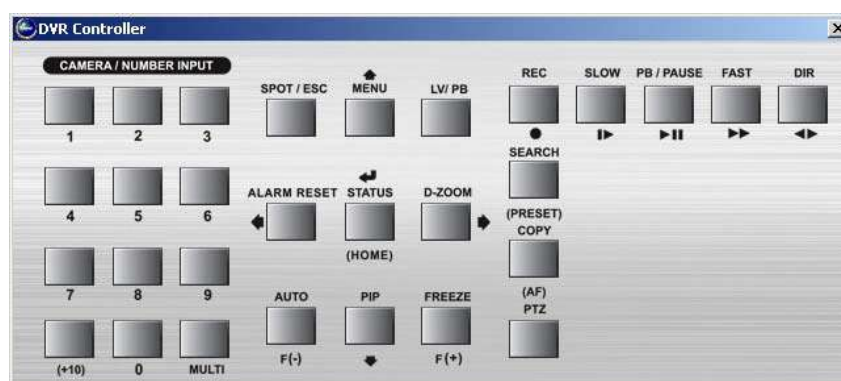 DVR Controller
CAMERA / NUMBER INPUT
SPOT / ESC MENU LV/ PB
REC SLOW PB / PAUSE FAST DIR
1 2 3
SEARCH
ALARM RESET STATUS D-ZOOM
4 5 6
(PRESET)
COPY
(HOME)
7 8 9
AUTO PIP FREEZE
(AF)
PTZ
F(-) F(+)
(+10) 0 MULTI